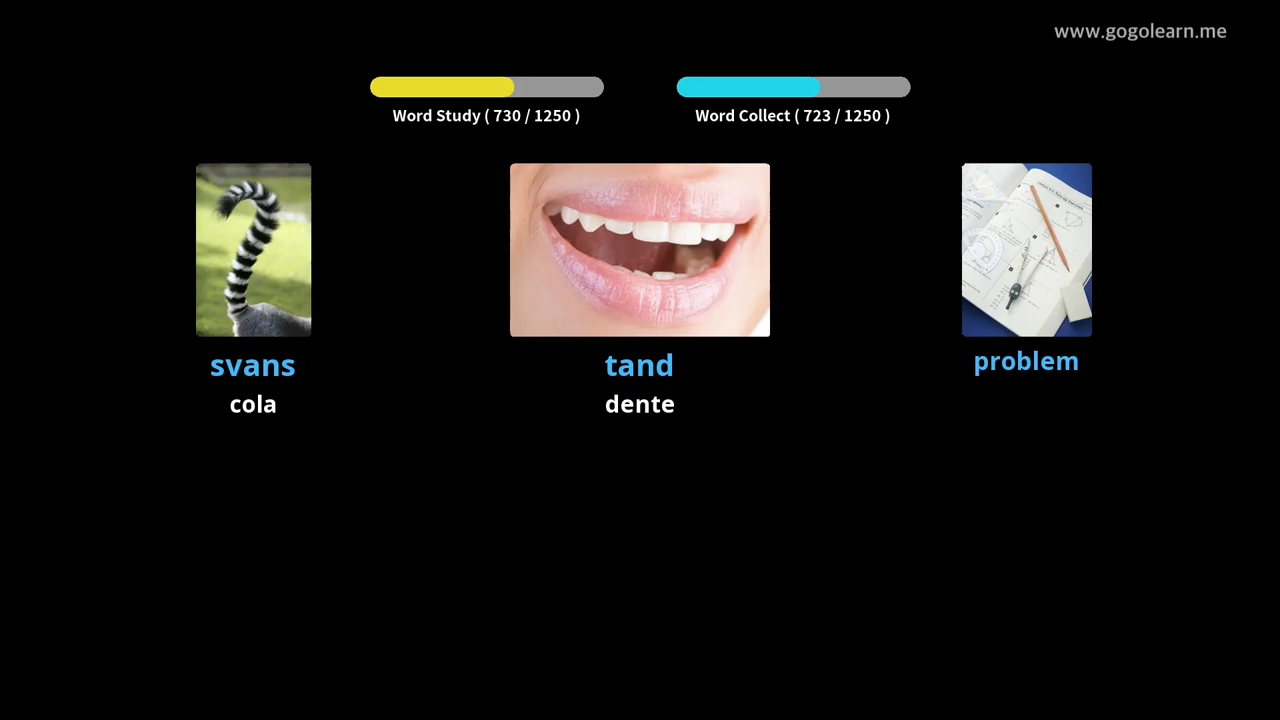 www.gogolearn.me
Word Study ( 730 / 1250 )
Word Collect ( 723 / 1250 )
svans
cola
tand
dente
problem